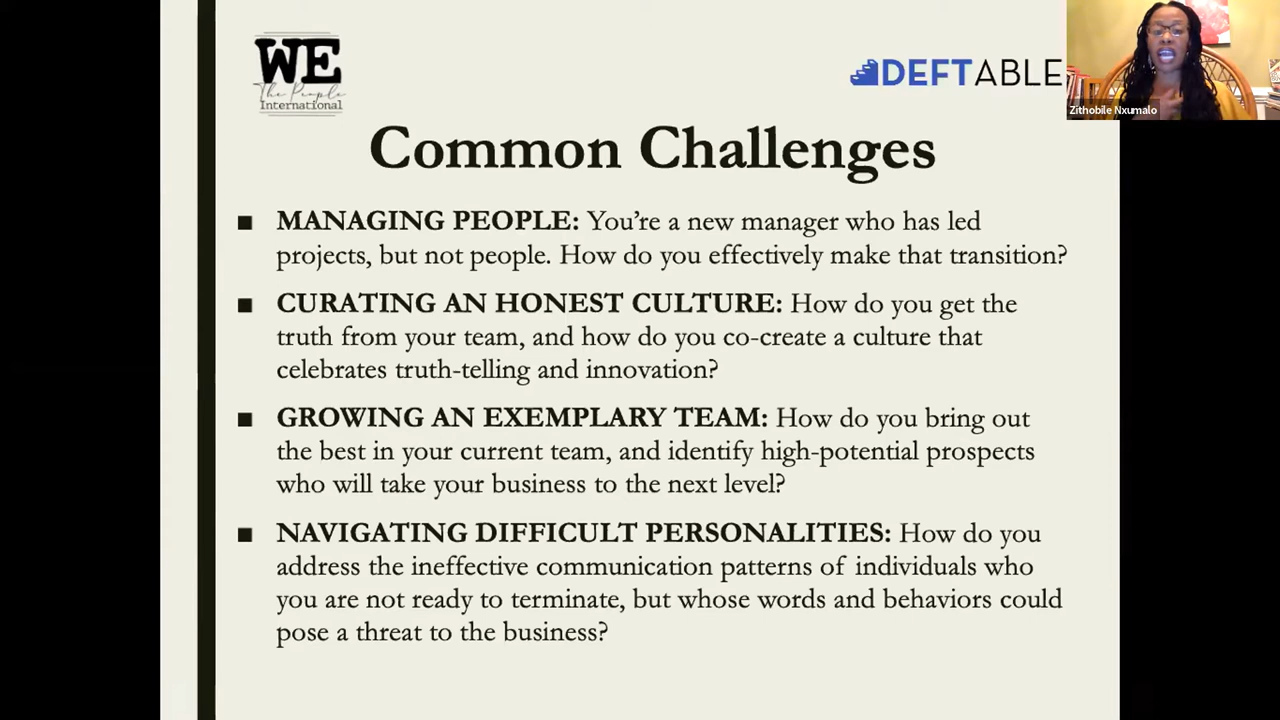 WE
The People
International
DEFTABLE
Zithobile Nxumalo
Common Challenges
■ MANAGING PEOPLE: You’re a new manager who has led
projects, but not people. How do you effectively make that transition?
■ CURATING AN HONEST CULTURE: How do you get the
truth from your team, and how do you co-create a culture that
celebrates truth-telling and innovation?
■ GROWING AN EXEMPLARY TEAM: How do you bring out
the best in your current team, and identify high-potential prospects
who will take your business to the next level?
■ NAVIGATING DIFFICULT PERSONALITIES: How do you
address the ineffective communication patterns of individuals who
you are not ready to terminate, but whose words and behaviors could
pose a threat to the business?